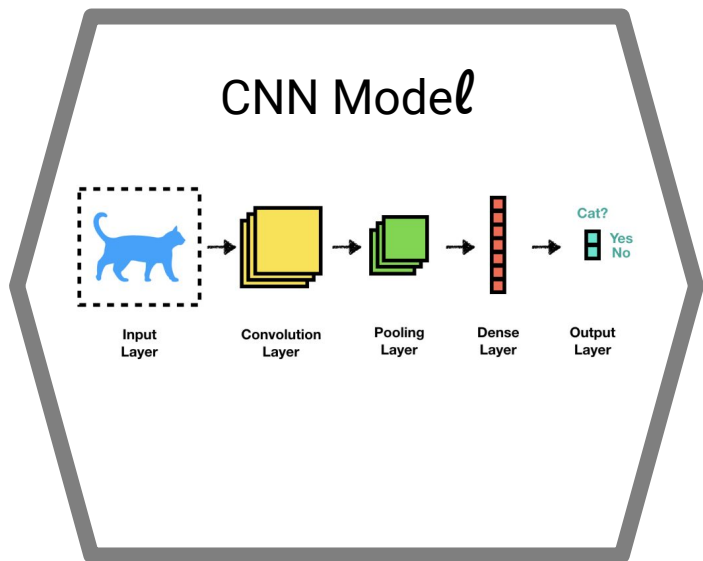 CNN Model
Cat?
Yes
No
Input
Layer
Convolution
Layer
Pooling
Layer
Dense
Layer
Output
Layer